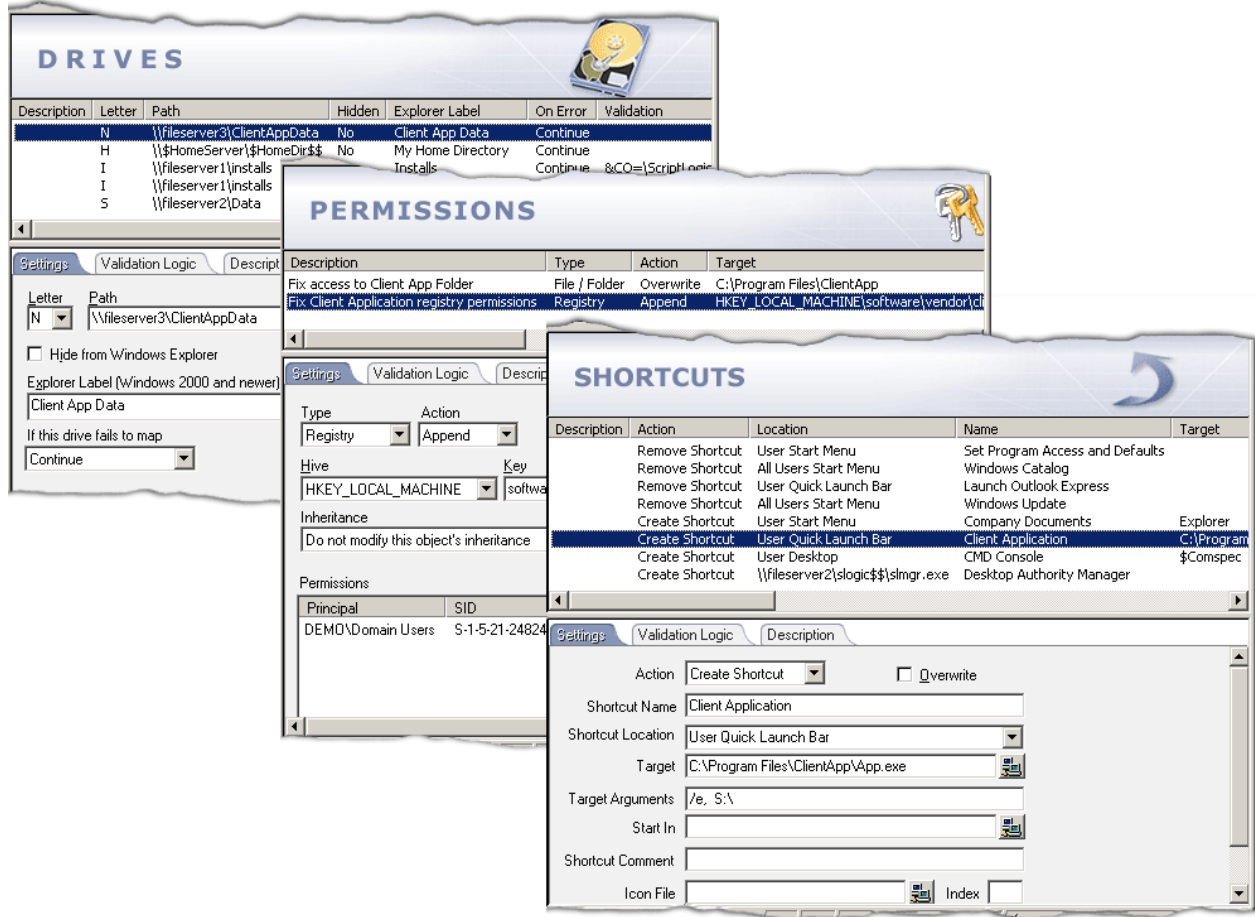 DRIVES
Description Letter Path Hidden Explorer Label On Error Validation
N \\fileserver3\ClientAppData No Client App Data Continue
H \\$HomeServer\$HomeDir$$ No My Home Directory Continue
I \\fileserver1\installs Installs Continue &CO=\ScriptLogic
I \\fileserver1\installs
S \\fileserver2\Data
Settings Validation Logic Descript
Letter Path
N \\fileserver3\ClientAppData
Hide from Windows Explorer
Explorer Label (Windows 2000 and newer)
Client App Data
If this drive fails to map
Continue
PERMISSIONS
Description Type Action Target
Fix access to Client App Folder File / Folder Overwrite C:\Program Files\ClientApp
Fix Client Application registry permissions Registry Append HKEY_LOCAL_MACHINE\software\vendor\cli
Settings Validation Logic Descrip
Type Action
Registry Append
Hive Key
HKEY_LOCAL_MACHINE softwa
Inheritance
Do not modify this object's inheritance
Permissions
Principal SID
DEMO\Domain Users S-1-5-21-24824
SHORTCUTS
Description Action Location Name Target
Remove Shortcut User Start Menu Set Program Access and Defaults
Remove Shortcut All Users Start Menu Windows Catalog
Remove Shortcut User Quick Launch Bar Launch Outlook Express
Remove Shortcut All Users Start Menu Windows Update
Create Shortcut User Start Menu Company Documents Explorer
Create Shortcut User Quick Launch Bar Client Application C:\Program
Create Shortcut User Desktop CMD Console $Comspec
Create Shortcut \\fileserver2\slogic$$\slmgr.exe Desktop Authority Manager
Settings Validation Logic Description
Action Create Shortcut Overwrite
Shortcut Name Client Application
Shortcut Location User Quick Launch Bar
Target C:\Program Files\ClientApp\App.exe
Target Arguments /e, S:\
Start In
Shortcut Comment
Icon File Index